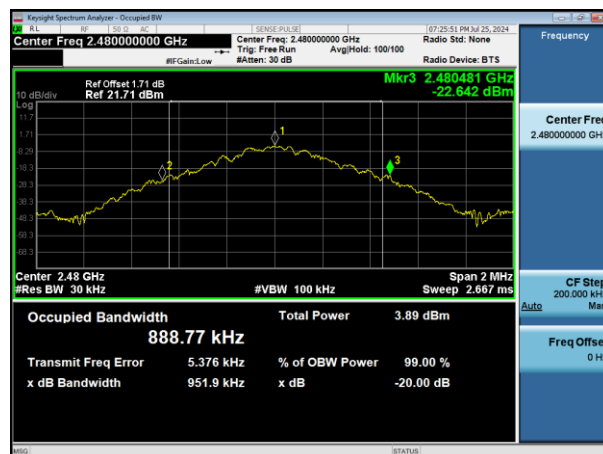 Keysight Spectrum Analyzer - Occupied BW
RL RF 50 Ω AC SENSE:PULSE 07:25:51 PM Jul 25, 2024
Center Freq 2.480000000 GHz Center Freq: 2.480000000 GHz Radio Std: None
Trig: Free Run Avg|Hold: 100/100
#IFGain:Low #Atten: 30 dB Radio Device: BTS
Frequency
Mkr3 2.480481 GHz
-22.642 dBm
Ref Offset 1.71 dB
10 dB/div Ref 21.71 dBm
Log
11.7
1.71
-8.29
-18.3
-28.3
-38.3
-48.3
-58.3
-68.3
1
2
3
Center 2.48 GHz Span 2 MHz
#Res BW 30 kHz #VBW 100 kHz Sweep 2.667 ms
Occupied Bandwidth Total Power 3.89 dBm
888.77 kHz
Transmit Freq Error 5.376 kHz % of OBW Power 99.00 %
x dB Bandwidth 951.9 kHz x dB -20.00 dB
Center Fre
2.480000000 GH
CF Step
200.000 kH
Auto Ma
Freq Offse
0 H
MSG STATUS